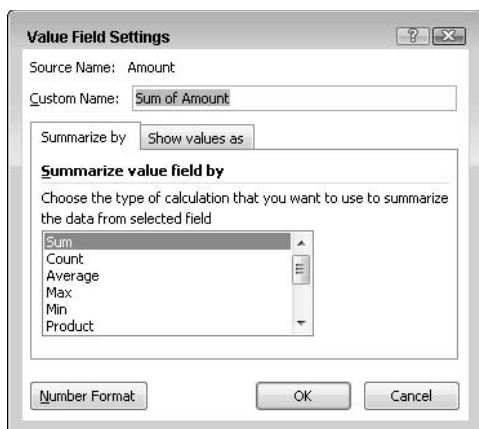 Value Field Settings
Source Name: Amount
Custom Name: Sum of Amount
Summarize by Show values as
Summarize value field by
Choose the type of calculation that you want to use to summarize
the data from selected field
Sum
Count
Average
Max
Min
Product
Number Format OK Cancel